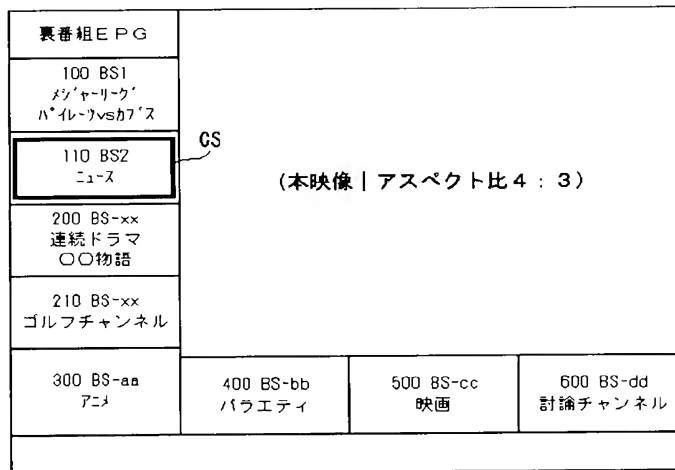 裏番組EPG
100 BS1
メジャーリーグ
パイレーツvsカブス
110 BS2
ニュース
CS
(本映像|アスペクト比4:3)
200 BS-xx
連続ドラマ
〇〇物語
210 BS-xx
ゴルフチャンネル
300 BS-aa
アニメ
400 BS-bb
バラエティ
500 BS-cc
映画
600 BS-dd
討論チャンネル